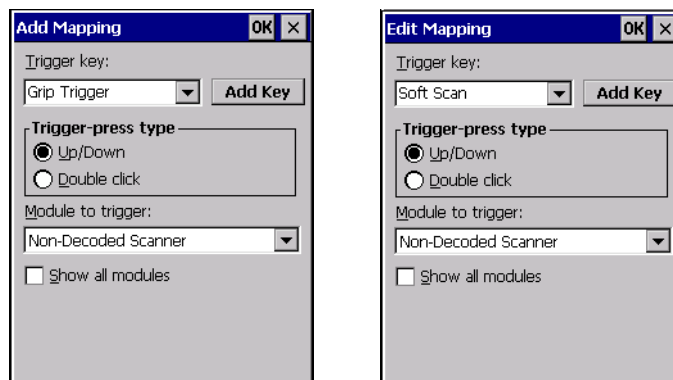 Add Mapping OK
Trigger key:
Grip Trigger Add Key
Trigger-press type
Up/Down
Double click
Module to trigger:
Non-Decoded Scanner
Show all modules
Edit Mapping OK
Trigger key:
Soft Scan Add Key
Trigger-press type
Up/Down
Double click
Module to trigger:
Non-Decoded Scanner
Show all modules